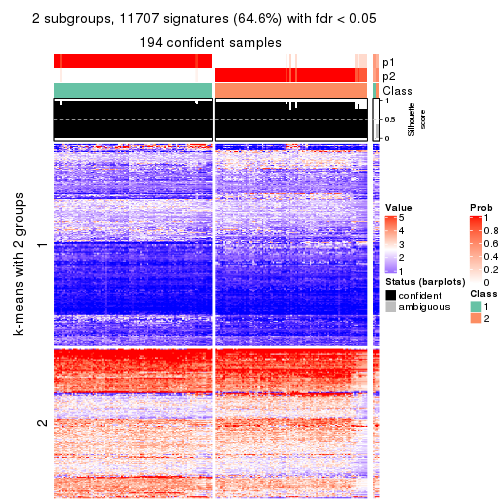 2 subgroups, 11707 signatures (64.6%) with fdr < 0.05
194 confident samples
p1
p2
Class
1
0.5
0
Silhouette
score
k-means with 2 groups
1
2
Value
5
4
3
2
1
Prob
1
0.8
0.6
0.4
0.2
0
Status (barplots)
confident
ambiguous
Class
1
2